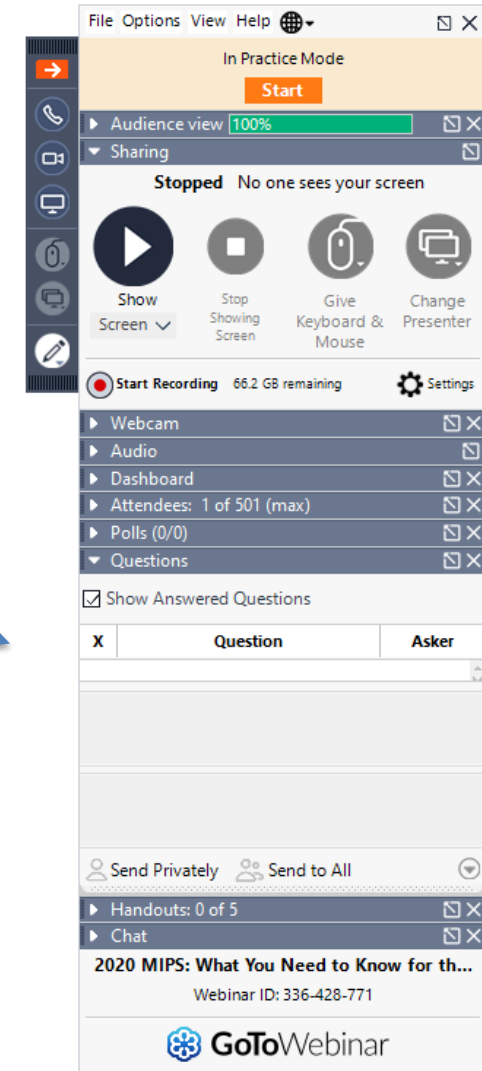 File Options View Help
In Practice Mode
Start
Audience view 100%
Sharing
Stopped No one sees your screen
Show
Screen
Stop
Showing
Screen
Give
Keyboard &
Mouse
Change
Presenter
Start Recording 66.2 GB remaining Settings
Webcam
Audio
Dashboard
Attendees: 1 of 501 (max)
Polls (0/0)
Questions
Show Answered Questions
X Question Asker
Send Privately Send to All
Handouts: 0 of 5
Chat
2020 MIPS: What You Need to Know for th...
Webinar ID: 336-428-771
GoToWebinar